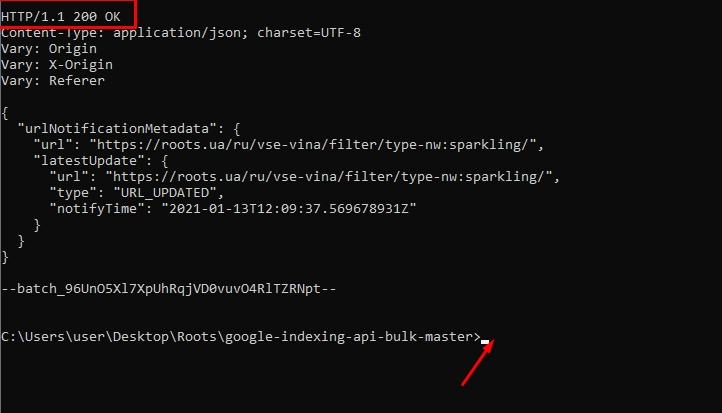 HTTP/1.1 200 OK
Content-Type: application/json; charset=UTF-8
Vary: Origin
Vary: X-Origin
Vary: Referer
{
"urlNotificationMetadata": {
"url": "https://roots.ua/ru/vse-vina/filter/type-nw:sparkling/",
"latestUpdate": {
"url": "https://roots.ua/ru/vse-vina/filter/type-nw:sparkling/",
"type": "URL_UPDATED",
"notifyTime": "2021-01-13T12:09:37.569678931Z"
}
}
}
--batch_96UnO5Xl7XpUhRqjVD0vuvO4RlTZRNpt--
C:\Users\user\Desktop\Roots\google-indexing-api-bulk-master>